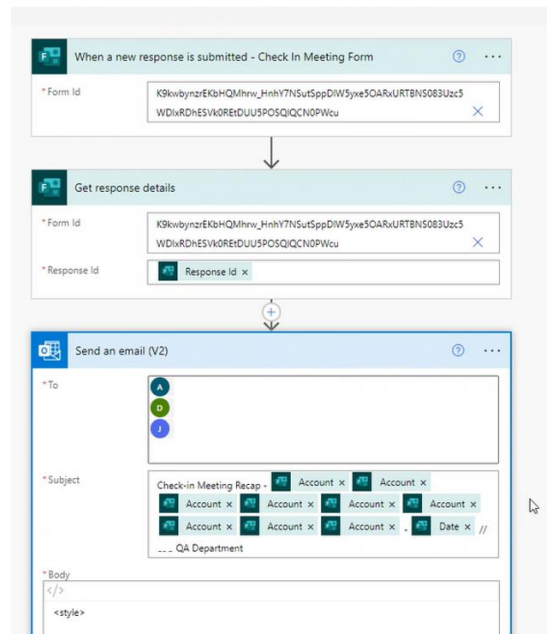 When a new response is submitted - Check In Meeting Form
* Form Id
K9kwbynzrEKbHQMhrw_HnhY7NSutSppDIW5yxe5OARxURTBNS083Uzc5
WDlxRDhESVk0REtDUU5POSQlQCN0PWcu
Get response details
* Form Id
K9kwbynzrEKbHQMhrw_HnhY7NSutSppDIW5yxe5OARxURTBNS083Uzc5
WDlxRDhESVk0REtDUU5POSQlQCN0PWcu
* Response Id
Response Id ×
Send an email (V2)
* To
A
D
J
* Subject
Check-in Meeting Recap - Account × Account ×
Account × Account × Account × Account ×
Account × Account × Account × , Date × //
QA Department
* Body
</>
<style>